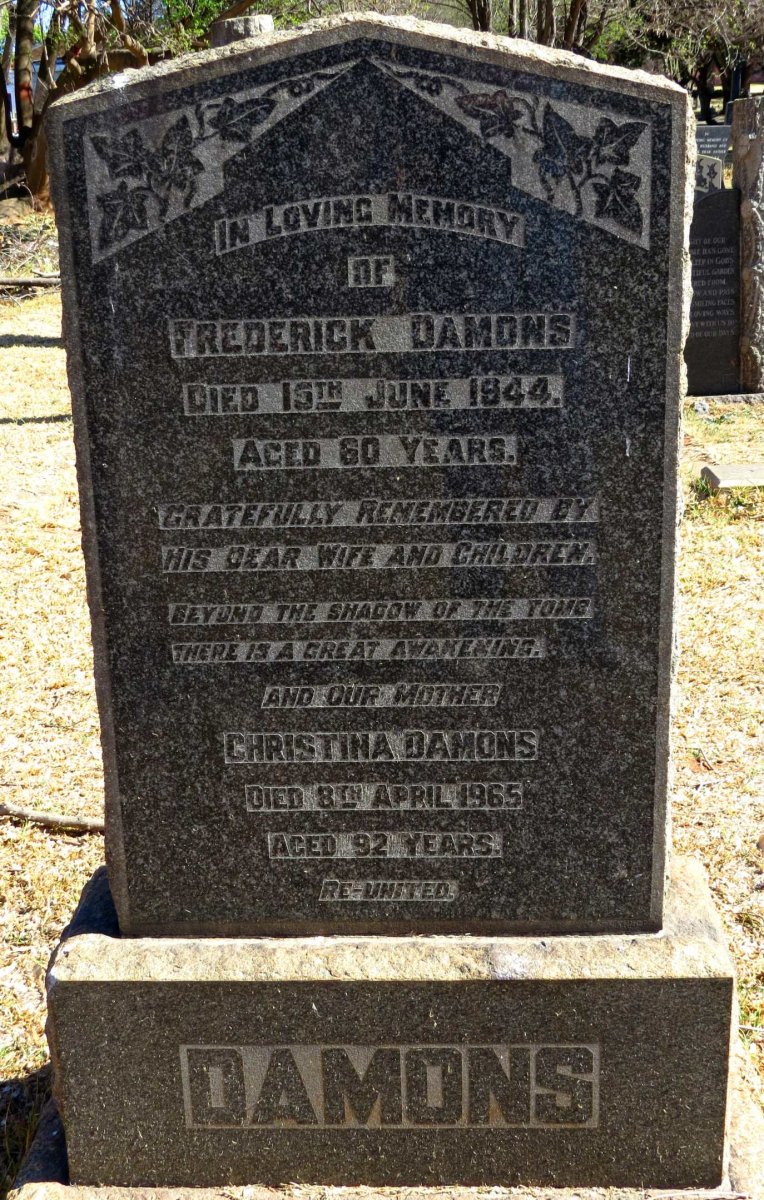 IN LOVING MEMORY
OF
FREDERICK DAMONS
DIED 15TH JUNE 1944.
AGED 60 YEARS.
GRATEFULLY REMEMBERED BY
HIS DEAR WIFE AND CHILDREN.
BEYOND THE SHADOW OF THE TOMB
THERE IS A GREAT AWAKENING.
AND OUR MOTHER
CHRISTINA DAMONS
DIED 8TH APRIL 1965
AGED 92 YEARS.
RE-UNITED.
DAMONS